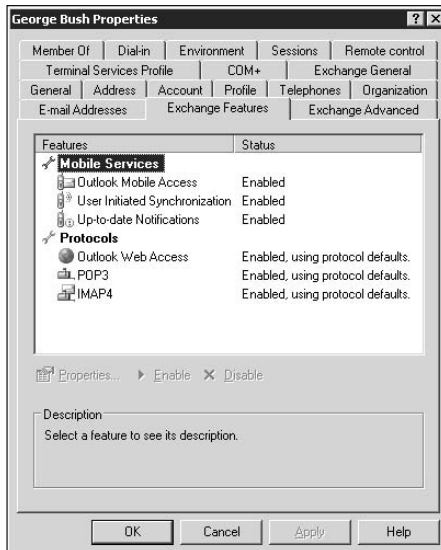 George Bush Properties
Member Of Dial-in Environment Sessions Remote control
Terminal Services Profile COM+ Exchange General
General Address Account Profile Telephones Organization
E-mail Addresses Exchange Features Exchange Advanced
Features Status
Mobile Services
Outlook Mobile Access Enabled
User Initiated Synchronization Enabled
Up-to-date Notifications Enabled
Protocols
Outlook Web Access Enabled, using protocol defaults.
POP3 Enabled, using protocol defaults.
IMAP4 Enabled, using protocol defaults.
Properties... Enable Disable
Description
Select a feature to see its description.
OK Cancel Apply Help